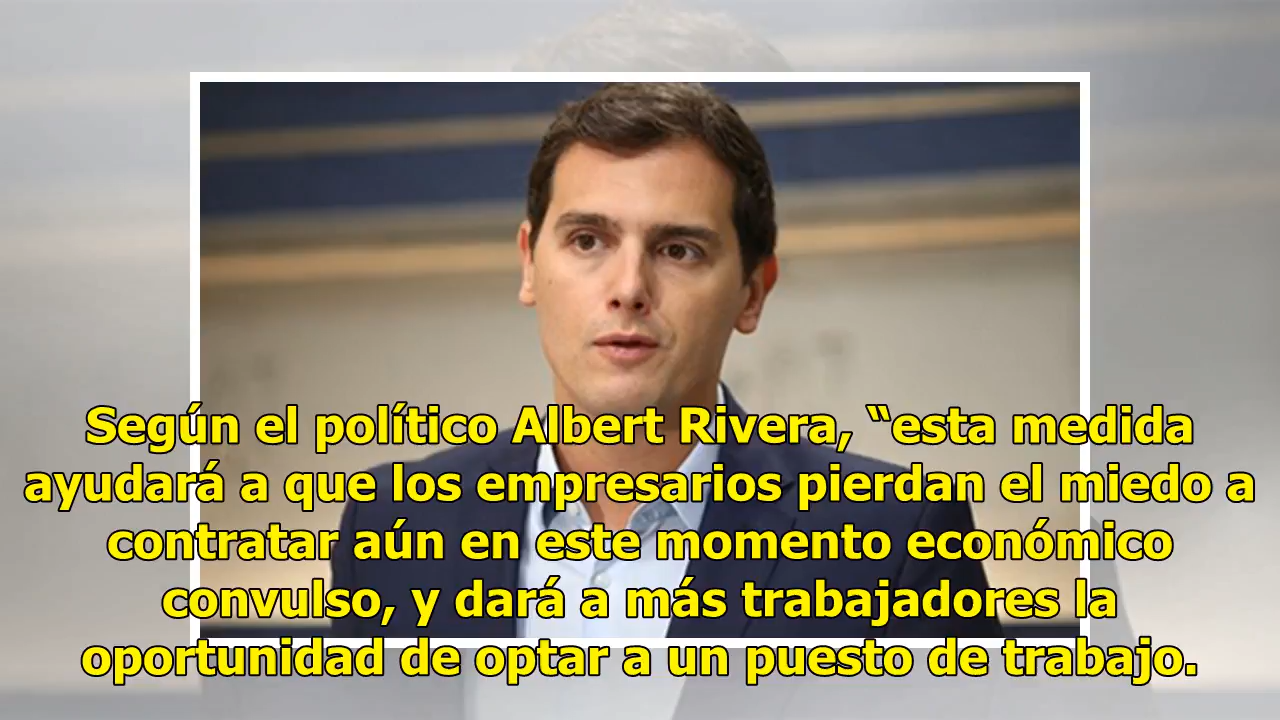 Según el político Albert Rivera, “esta medida
ayudará a que los empresarios pierdan el miedo a
contratar aún en este momento económico
convulso, y dará a más trabajadores la
oportunidad de optar a un puesto de trabajo.